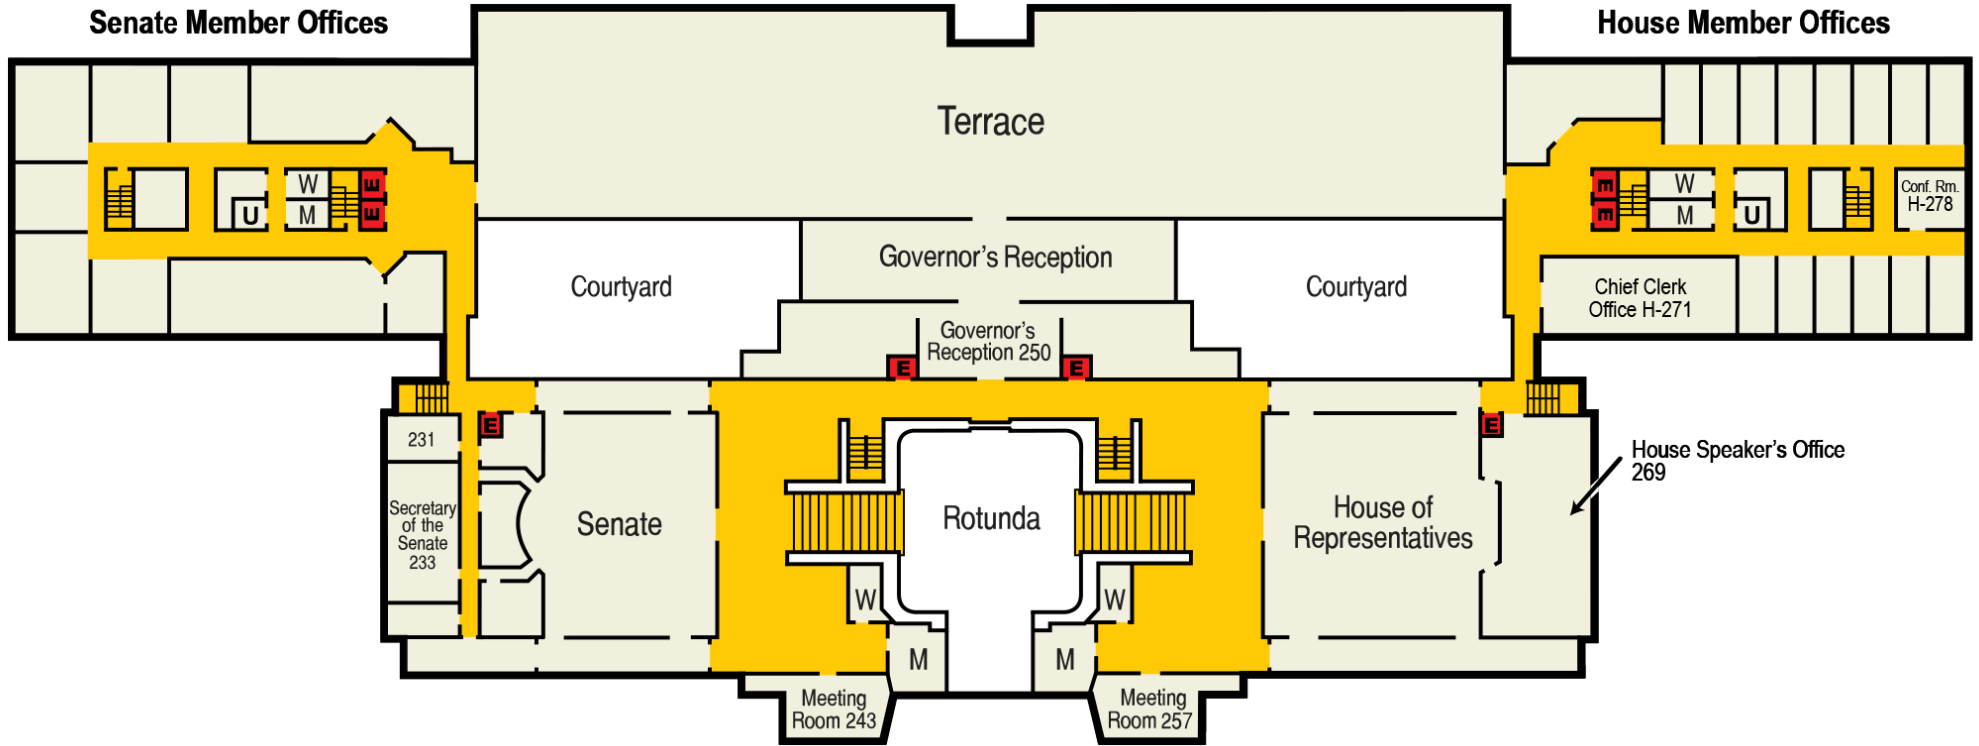 Senate Member Offices
House Member Offices
Terrace
W
M
U
E
E
E
E
W
M
U
Conf. Rm.
H-278
Governor's Reception
Courtyard
Courtyard
Chief Clerk
Office H-271
Governor's
Reception 250
E
E
E
E
231
Secretary
of the
Senate
233
Senate
Rotunda
House of
Representatives
House Speaker's Office
269
W
W
M
M
Meeting
Room 243
Meeting
Room 257